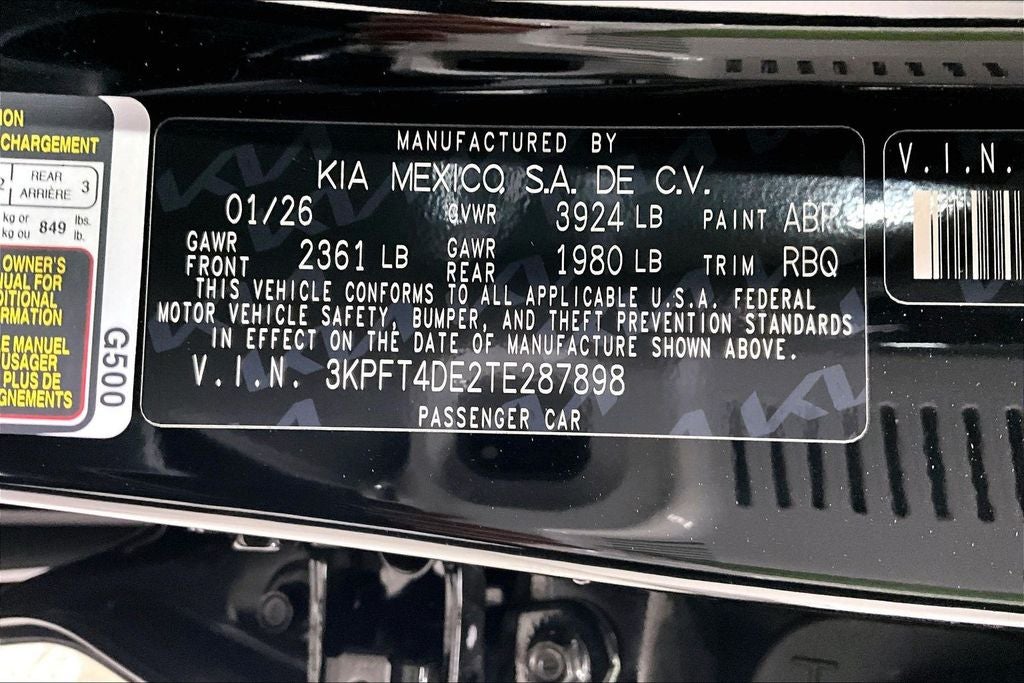 ION
CHARGEMENT
2 REAR 3
ARRIÈRE
kg or 849 lbs.
kg ou lb.
OWNER'S
UAL FOR
DITIONAL
RMATION
E MANUEL
USAGER
PLUS DE
GNEMENTS
G500
MANUFACTURED BY
KIA MEXICO, S.A. DE C.V.
01/26 GVWR 3924 LB PAINT ABP
GAWR FRONT 2361 LB GAWR REAR 1980 LB TRIM RBQ
THIS VEHICLE CONFORMS TO ALL APPLICABLE U.S.A. FEDERAL
MOTOR VEHICLE SAFETY, BUMPER, AND THEFT PREVENTION STANDARDS
IN EFFECT ON THE DATE OF MANUFACTURE SHOWN ABOVE.
V.I.N. 3KPFT4DE2TE287898
PASSENGER CAR
V.I.N.